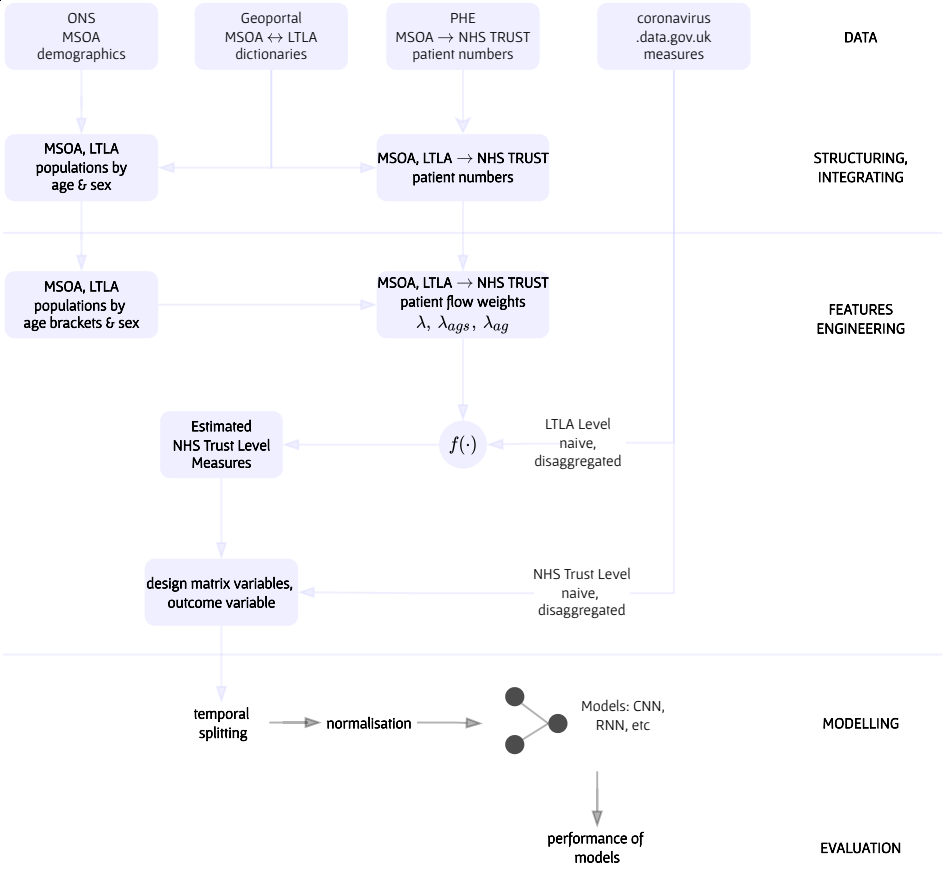 ONS
MSOA
demographics
Geoportal
MSOA ↔ LTLA
dictionaries
PHE
MSOA → NHS TRUST
patient numbers
coronavirus
.data.gov.uk
measures
DATA
MSOA, LTLA
populations by
age & sex
MSOA, LTLA → NHS TRUST
patient numbers
STRUCTURING,
INTEGRATING
MSOA, LTLA
populations by
age brackets & sex
MSOA, LTLA → NHS TRUST
patient flow weights
λ, λ_ags, λ_ag
FEATURES
ENGINEERING
Estimated
NHS Trust Level
Measures
f(·)
LTLA Level
naive,
disaggregated
design matrix variables,
outcome variable
NHS Trust Level
naive,
disaggregated
temporal
splitting
normalisation
Models: CNN,
RNN, etc
MODELLING
performance of
models
EVALUATION